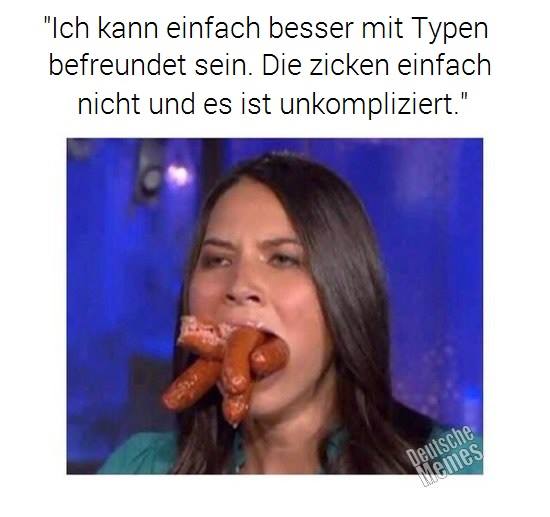 "Ich kann einfach besser mit Typen
befreundet sein. Die zicken einfach
nicht und es ist unkompliziert."
Deutsche
Memes